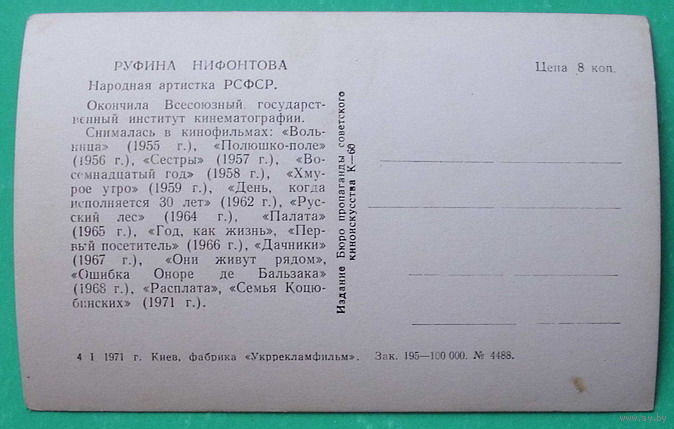 РУФИНА НИФОНТОВА
Народная артистка РСФСР.
Окончила Всесоюзный государст-
венный институт кинематографии.
Снималась в кинофильмах: «Воль-
ница» (1955 г.), «Полюшко-поле»
(1956 г.), «Сестры» (1957 г.), «Во-
семнадцатый год» (1958 г.), «Хму-
рое утро» (1959 г.), «День, когда
исполняется 30 лет» (1962 г.), «Рус-
ский лес» (1964 г.), «Палата»
(1965 г.), «Год, как жизнь», «Пер-
вый посетитель» (1966 г.), «Дачники»
(1967 г.), «Они живут рядом»,
«Ошибка Оноре де Бальзака»
(1968 г.), «Расплата», «Семья Коцю-
бинских» (1971 г.).
Издание Бюро пропаганды советского
киноискусства К—60
Цена 8 коп.
4 I 1971 г. Киев, фабрика «Укррекламфильм». Зак. 195—100 000. № 4488.
www.ay.by